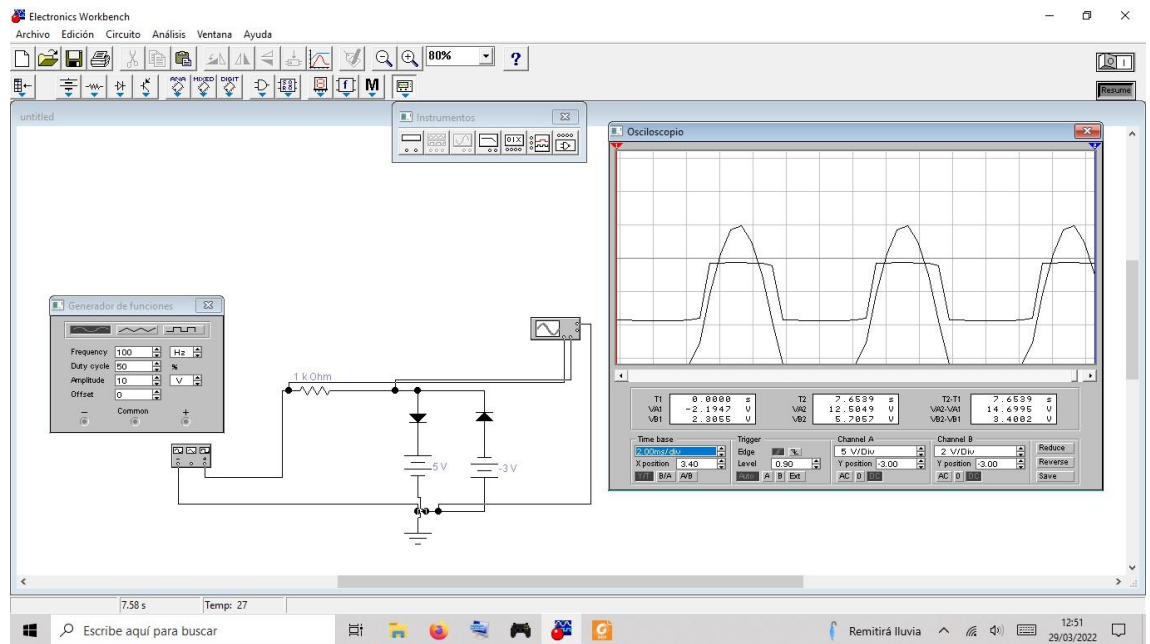 Electronics Workbench
Archivo Edición Circuito Análisis Ventana Ayuda
80%
?
ANA MIXED DIGIT
M
Resume
untitled
Instrumentos
Osciloscopio
1 2
Generador de funciones
Frequency 100 Hz
Duty cycle 50 %
Amplitude 10 V
Offset 0
- Common +
1 k Ohm
5 V
-3 V
T1 0.0000 s T2 7.6539 s T2-T1 7.6539 s
VA1 -2.1947 V VA2 12.5049 V VA2-VA1 14.6995 V
VB1 2.3055 V VB2 5.7057 V VB2-VB1 3.4002 V
Time base Trigger Channel A Channel B Reduce
2.00ms/div Edge 5 V/Div 2 V/Div
X position 3.40 Level 0.90 Y position -3.00 Y position -3.00 Reverse
Y/T B/A A/B Auto A B Ext AC 0 DC AC 0 DC Save
7.58 s Temp: 27
Escribe aquí para buscar
Remitirá lluvia
12:51
29/03/2022